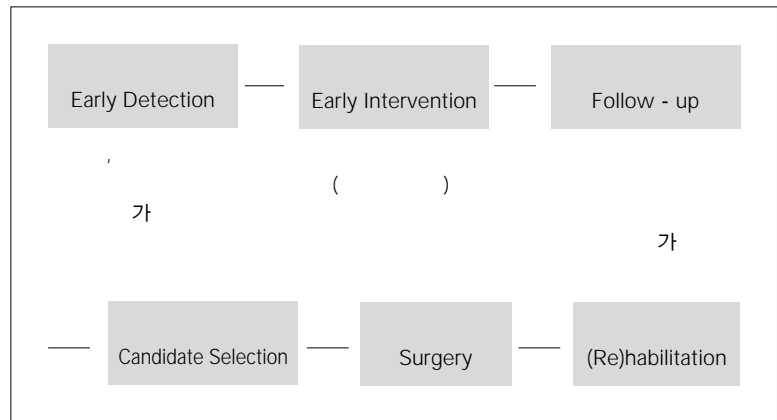 Early Detection
Early Intervention
Follow - up
,
( )
가
가
Candidate Selection
Surgery
(Re)habilitation